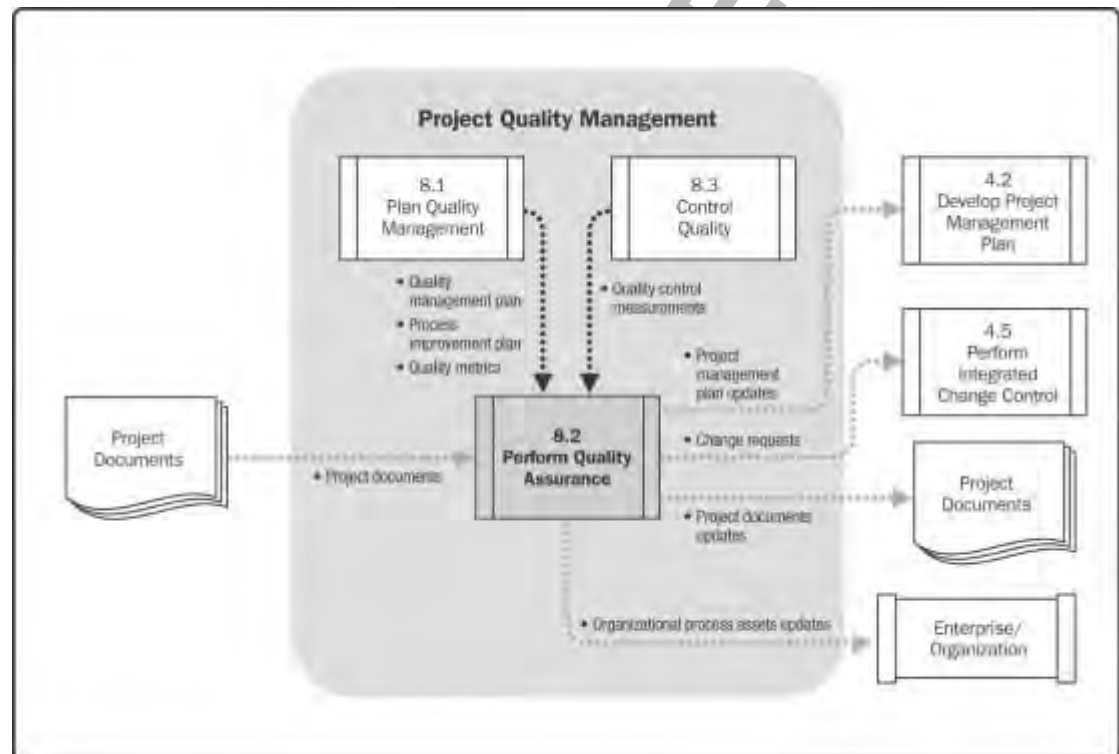 Project Quality Management
8.1
Plan Quality
Management
8.3
Control
Quality
4.2
Develop Project
Management
Plan
• Quality
management plan
• Process
improvement plan
• Quality metrics
• Quality control
measurements
4.5
Perform
Integrated
Change Control
• Project
management
plan updates
Project
Documents
• Project documents
8.2
Perform Quality
Assurance
• Change requests
• Project documents
updates
Project
Documents
• Organizational process assets updates
Enterprise/
Organization